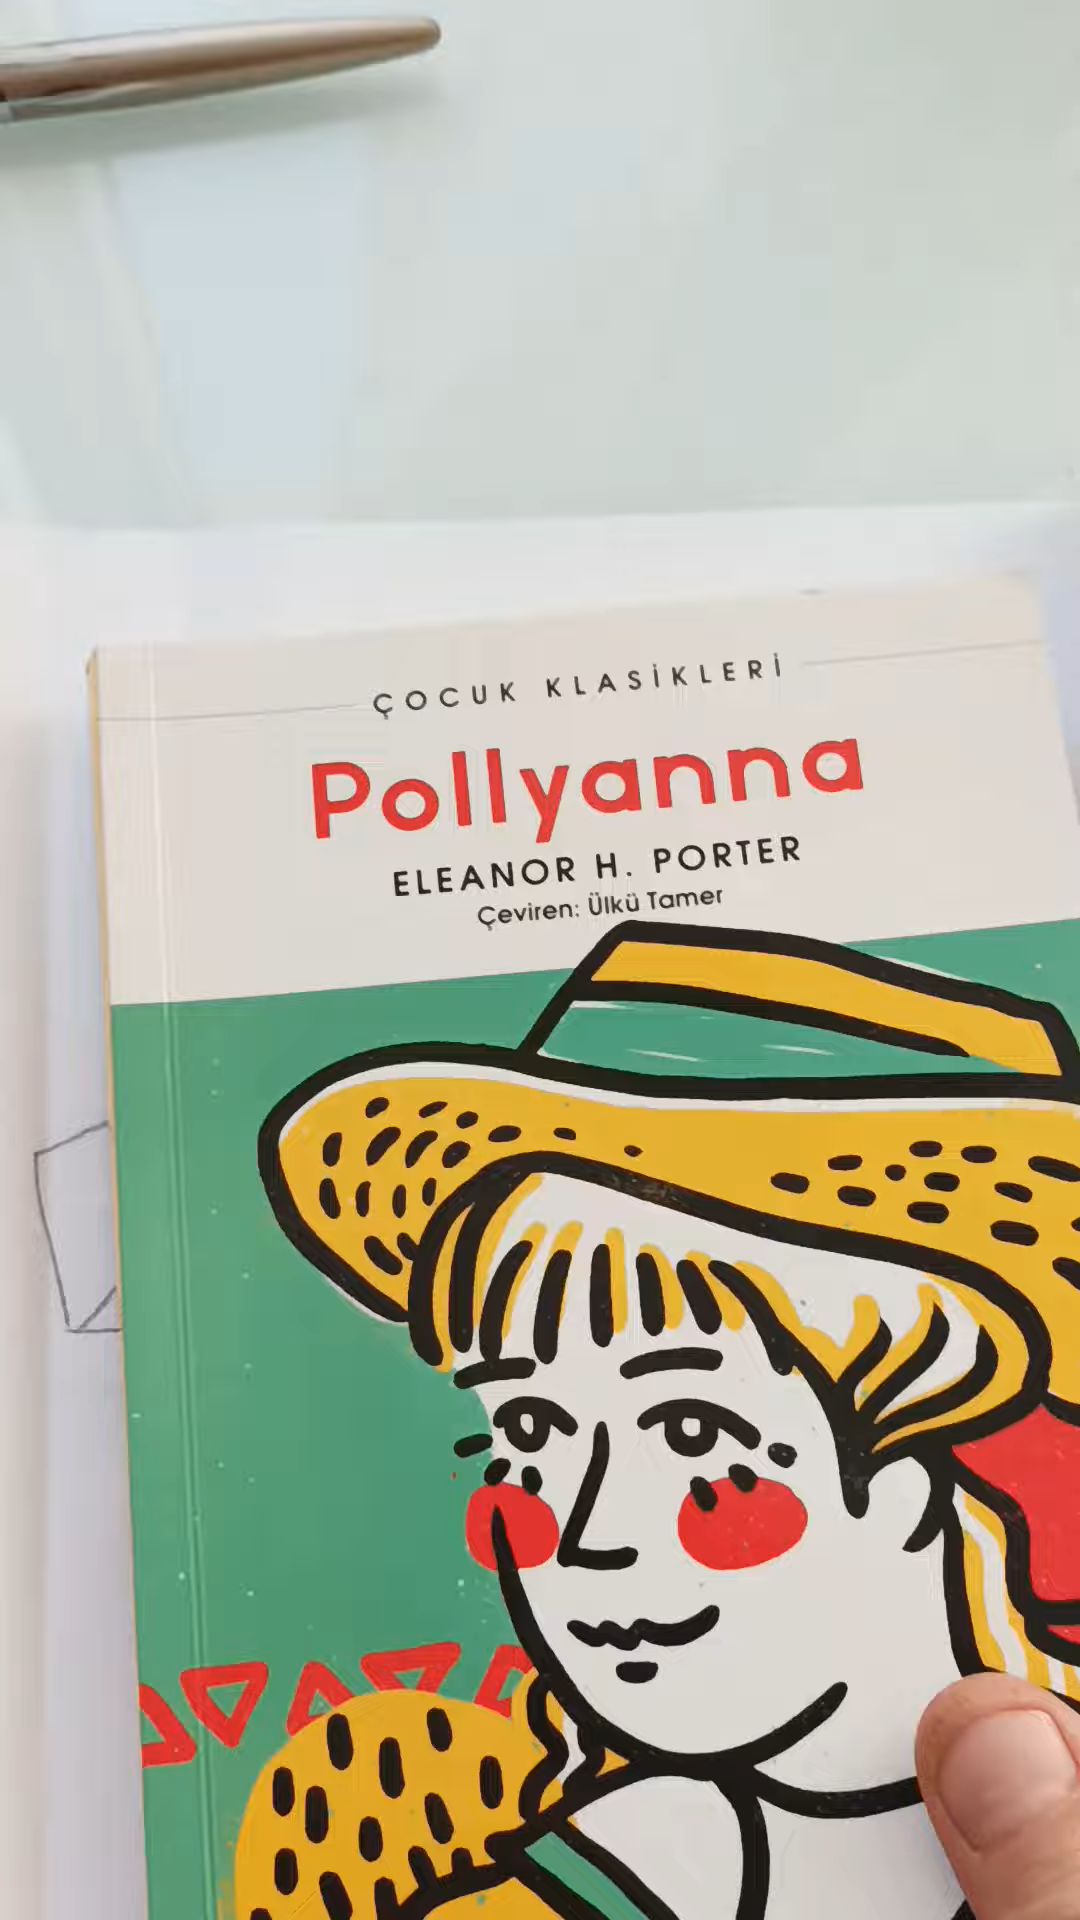 ÇOCUK KLASİKLERİ
Pollyanna
ELEANOR H. PORTER
Çeviren: Ülkü Tamer